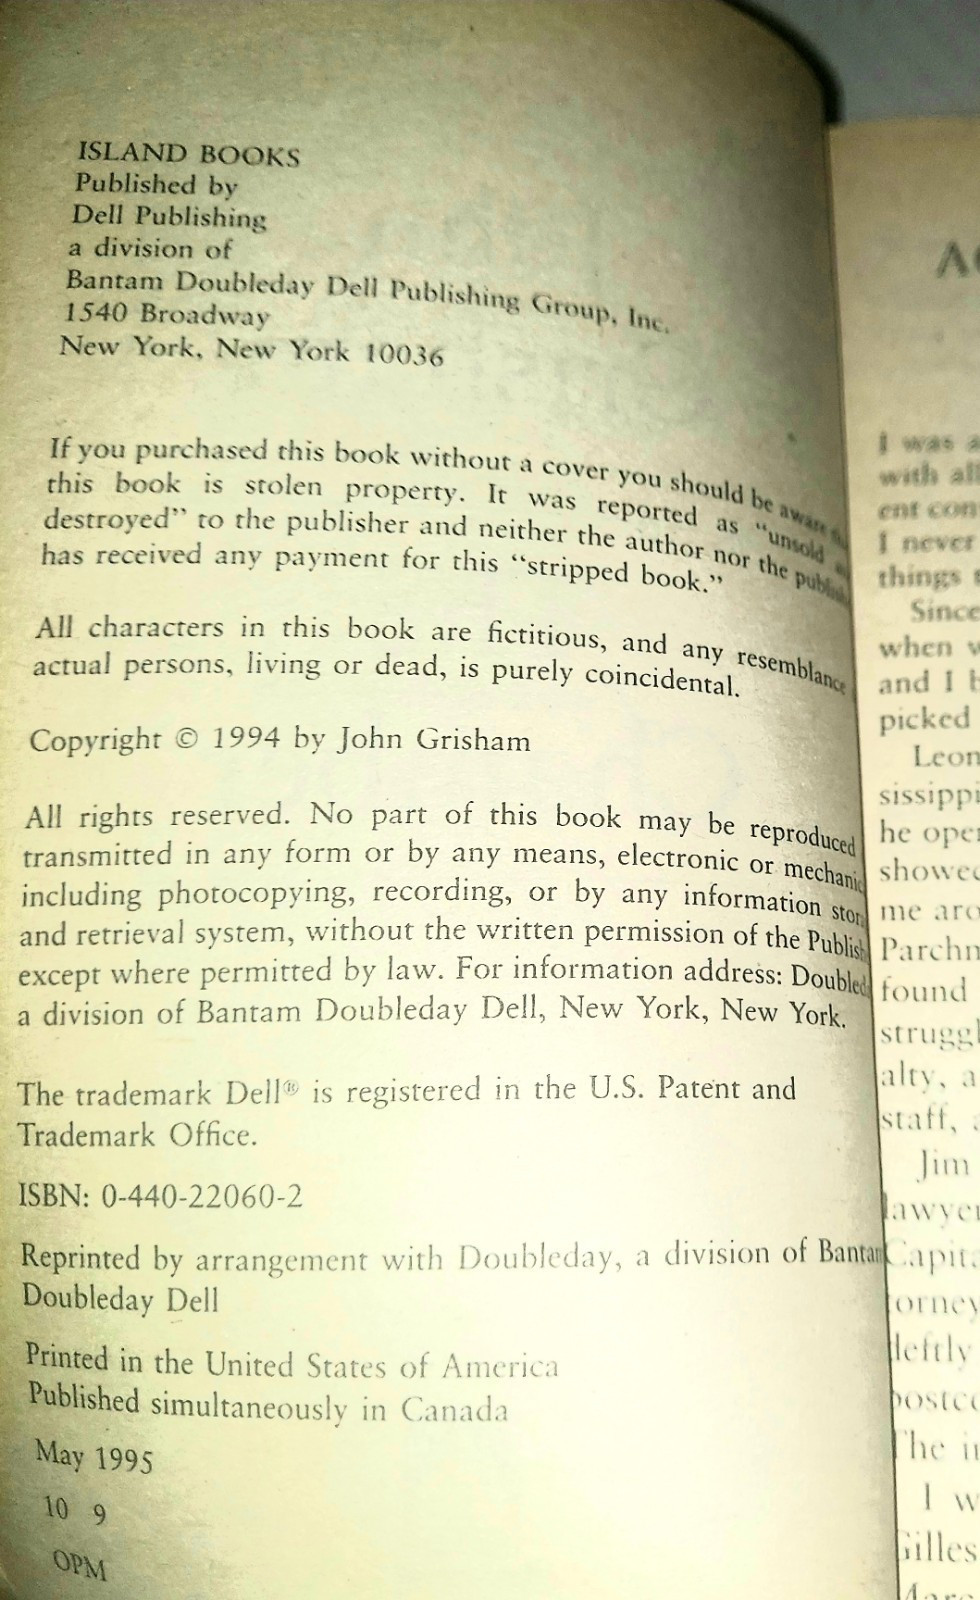 ISLAND BOOKS
Published by
Dell Publishing
a division of
Bantam Doubleday Dell Publishing Group, Inc.
1540 Broadway
New York, New York 10036
If you purchased this book without a cover you should be aware
this book is stolen property. It was reported as "unsold
destroyed" to the publisher and neither the author nor the
has received any payment for this "stripped book."
All characters in this book are fictitious, and any resemblance
actual persons, living or dead, is purely coincidental.
Copyright © 1994 by John Grisham
All rights reserved. No part of this book may be reproduced
transmitted in any form or by any means, electronic or
including photocopying, recording, or by any information
and retrieval system, without the written permission of the
except where permitted by law. For information address:
a division of Bantam Doubleday Dell, New York, New York.
The trademark Dell® is registered in the U.S. Patent and
Trademark Office.
ISBN: 0-440-22060-2
Reprinted by arrangement with Doubleday, a division of
Doubleday Dell
Printed in the United States of America
Published simultaneously in Canada
May 1995
10 9
OPM
I was
with
I never
things
Since
when
and I
picked
he
me
found
Jim
I